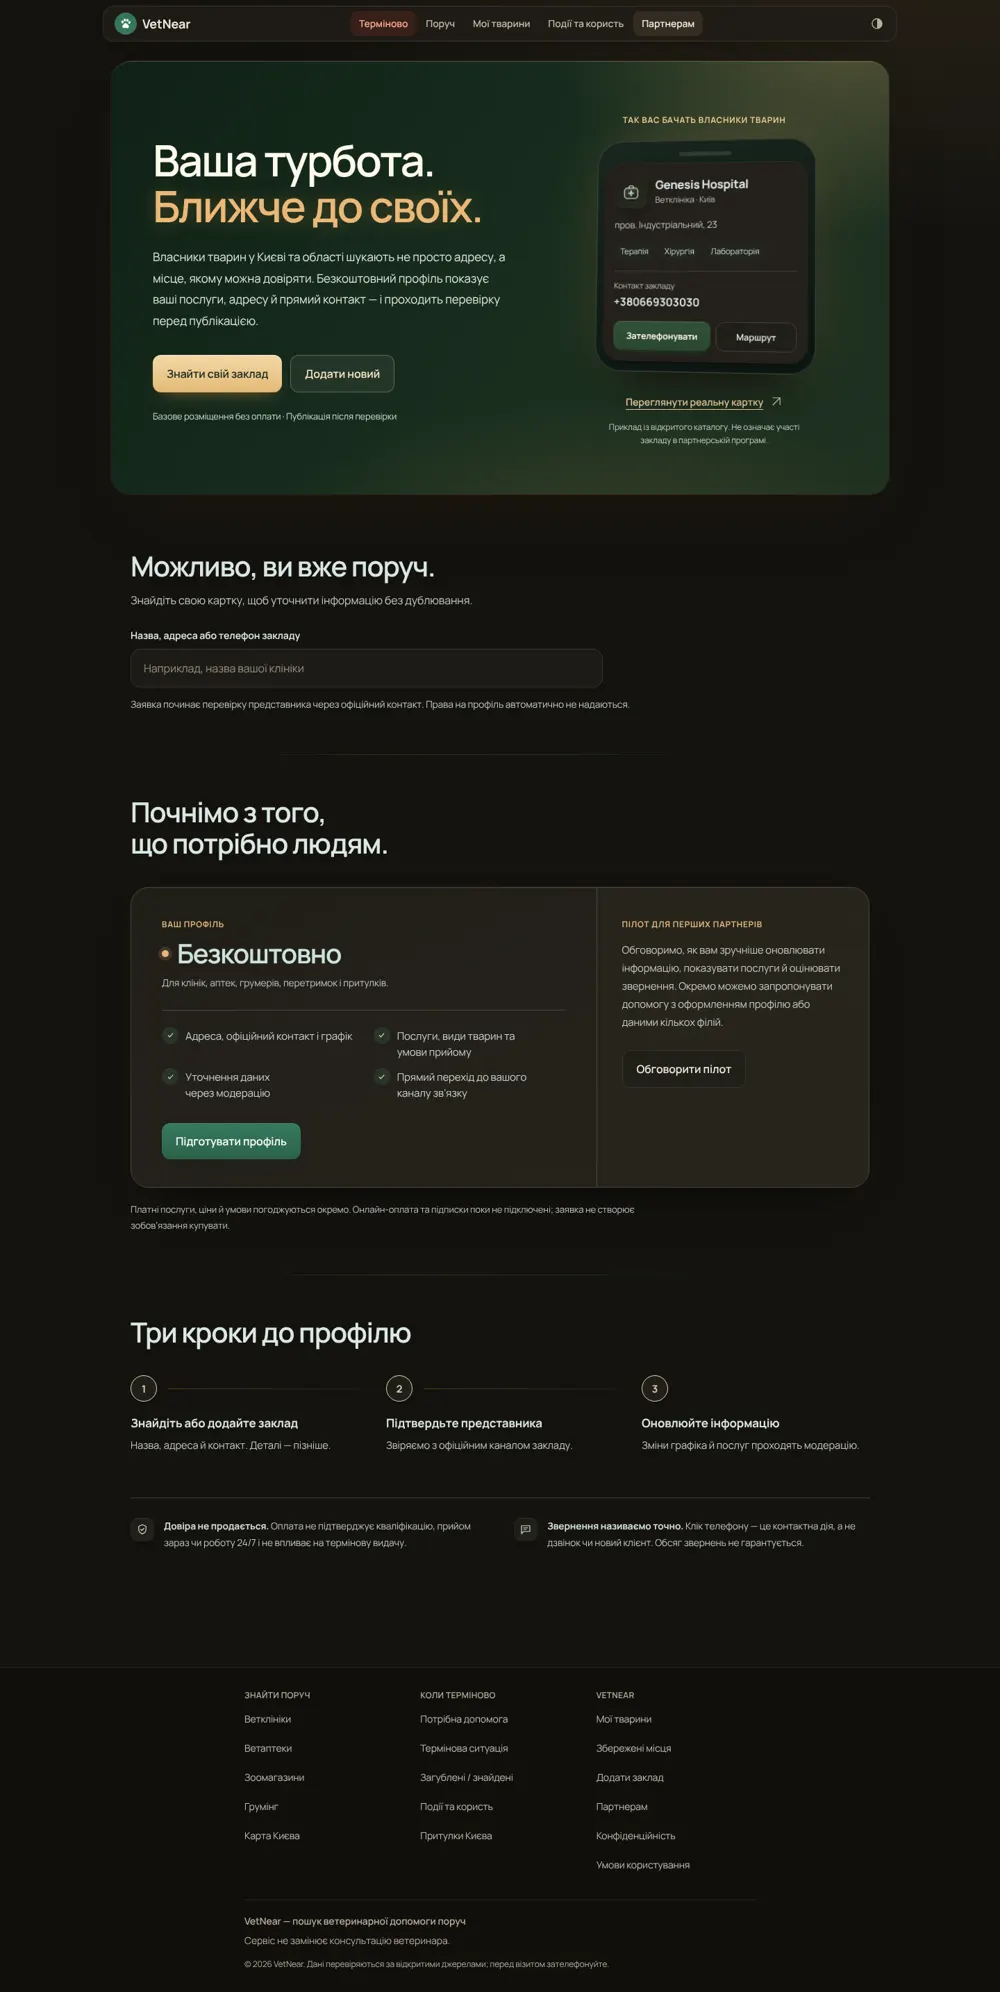 VetNear
Терміново
Поруч
Мої тварини
Події та користь
Партнерам
Ваша турбота.
Ближче до своїх.
Власники тварин у Києві та області шукають не просто адресу, а
місце, якому можна довіряти. Безкоштовний профіль показує
ваші послуги, адресу й прямий контакт — і проходить перевірку
перед публікацією.
Знайти свій заклад
Додати новий
Базове розміщення без оплати · Публікація після перевірки
ТАК ВАС БАЧАТЬ ВЛАСНИКИ ТВАРИН
Genesis Hospital
Ветклініка · Київ
пров. Індустріальний, 23
Терапія
Хірургія
Лабораторія
Контакт закладу
+380669303030
Зателефонувати
Маршрут
Переглянути реальну картку
Приклад із відкритого каталогу. Не означає участі
закладу в партнерській програмі.
Можливо, ви вже поруч.
Знайдіть свою картку, щоб уточнити інформацію без дублювання.
Назва, адреса або телефон закладу
Наприклад, назва вашої клініки
Заявка починає перевірку представника через офіційний контакт. Права на профіль автоматично не надаються.
Почнімо з того,
що потрібно людям.
ВАШ ПРОФІЛЬ
Безкоштовно
Для клінік, аптек, грумерів, перетримок і притулків.
Адреса, офіційний контакт і графік
Послуги, види тварин та
умови прийому
Уточнення даних
через модерацію
Прямий перехід до вашого
каналу зв'язку
Підготувати профіль
ПІЛОТ ДЛЯ ПЕРШИХ ПАРТНЕРІВ
Обговоримо, як вам зручніше оновлювати
інформацію, показувати послуги й оцінювати
звернення. Окремо можемо запропонувати
допомогу з оформленням профілю або
даними кількох філій.
Обговорити пілот
Платні послуги, ціни й умови погоджуються окремо. Онлайн-оплата та підписки поки не підключені; заявка не створює
зобов'язання купувати.
Три кроки до профілю
1
2
3
Знайдіть або додайте заклад
Назва, адреса й контакт. Деталі — пізніше.
Підтвердьте представника
Звіряємо з офіційним каналом закладу.
Оновлюйте інформацію
Зміни графіка й послуг проходять модерацію.
Довіра не продається. Оплата не підтверджує кваліфікацію, прийом
зараз чи роботу 24/7 і не впливає на термінову видачу.
Звернення називаємо точно. Клік телефону — це контактна дія, а не
дзвінок чи новий клієнт. Обсяг звернень не гарантується.
ЗНАЙТИ ПОРУЧ
Ветклініки
Ветаптеки
Зоомагазини
Грумінг
Карта Києва
КОЛИ ТЕРМІНОВО
Потрібна допомога
Термінова ситуація
Загублені / знайдені
Події та користь
Притулки Києва
VETNEAR
Мої тварини
Збережені місця
Додати заклад
Партнерам
Конфіденційність
Умови користування
VetNear — пошук ветеринарної допомоги поруч
Сервіс не замінює консультацію ветеринара.
© 2026 VetNear. Дані перевіряються за відкритими джерелами; перед візитом зателефонуйте.